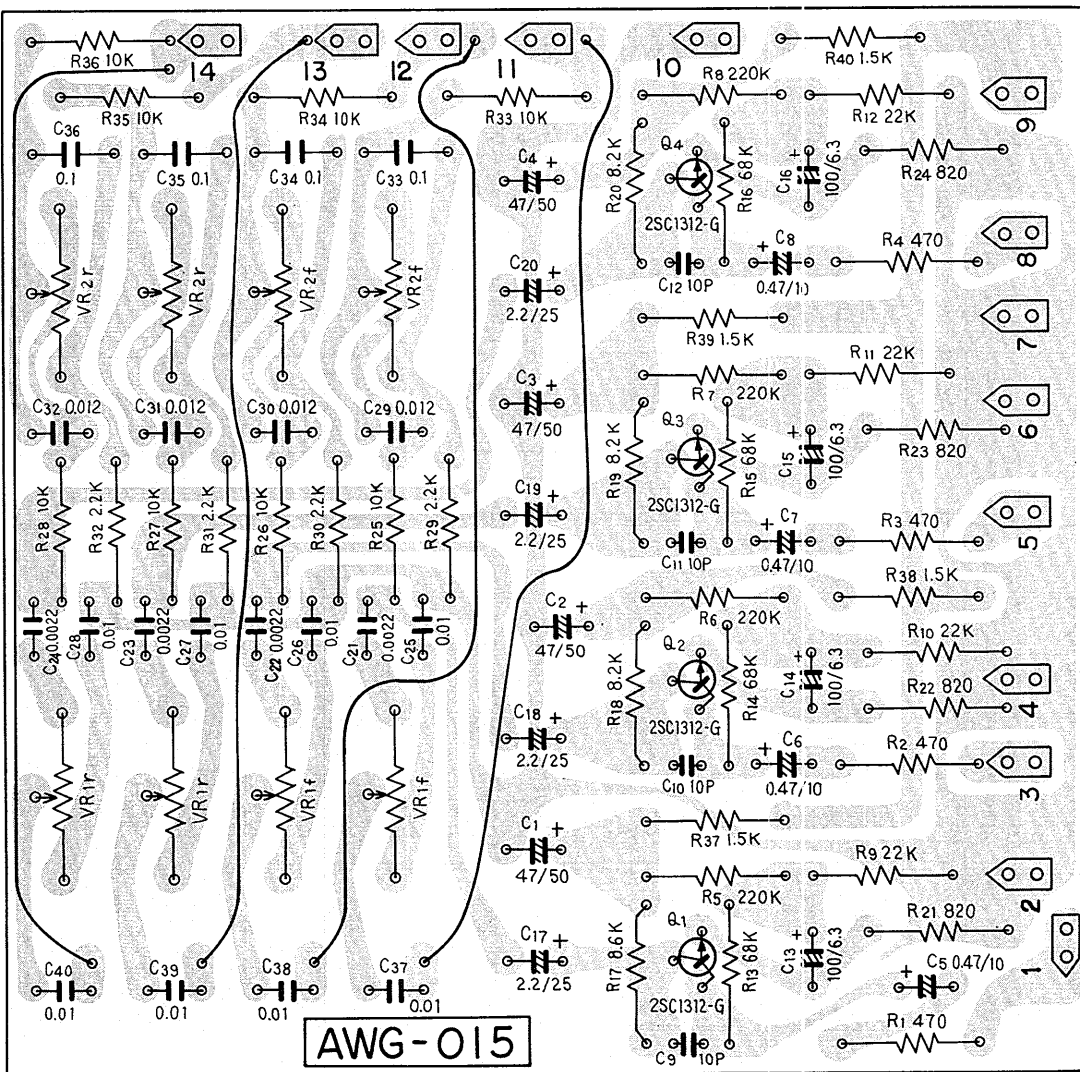 R36 10K
14
13
12
11
10
R40 1.5K
R35 10K
R34 10K
R33 10K
R8 220K
R12 22K
9
C36
0.1
C35 0.1
C34 0.1
C33 0.1
C4 +
47/50
R20 8.2K
Q4
2SC1312-G
R16 68K
C16 +
100/6.3
R24 820
VR2r
VR2r
VR2f
VR2f
C20 +
2.2/25
C12 10P
+ C8
0.47/10
R4 470
8
R39 1.5K
7
C32 0.012
C31 0.012
C30 0.012
C29 0.012
C3 +
47/50
R7 220K
R11 22K
R19 8.2K
Q3
2SC1312-G
R15 68K
C15 +
100/6.3
R23 820
6
R28 10K
R32 2.2K
R27 10K
R31 2.2K
R26 10K
R30 2.2K
R25 10K
R29 2.2K
C19 +
2.2/25
C11 10P
+ C7
0.47/10
R3 470
5
R38 1.5K
C24 0.0022
C28 0.01
C23 0.0022
C27 0.01
C22 0.0022
C26 0.01
C21 0.0022
C25 0.01
C2 +
47/50
R6 220K
R10 22K
R18 8.2K
Q2
2SC1312-G
R14 68K
C14 +
100/6.3
R22 820
4
C18 +
2.2/25
C10 10P
+ C6
0.47/10
R2 470
3
VR1r
VR1r
VR1f
VR1f
R37 1.5K
C1 +
47/50
R5 220K
R9 22K
2
R17 8.6K
Q1
2SC1312-G
R13 68K
C13 +
100/6.3
R21 820
1
C17 +
2.2/25
+ C5 0.47/10
C40
0.01
C39
0.01
C38
0.01
C37
0.01
R1 470
C9 10P
AWG-015